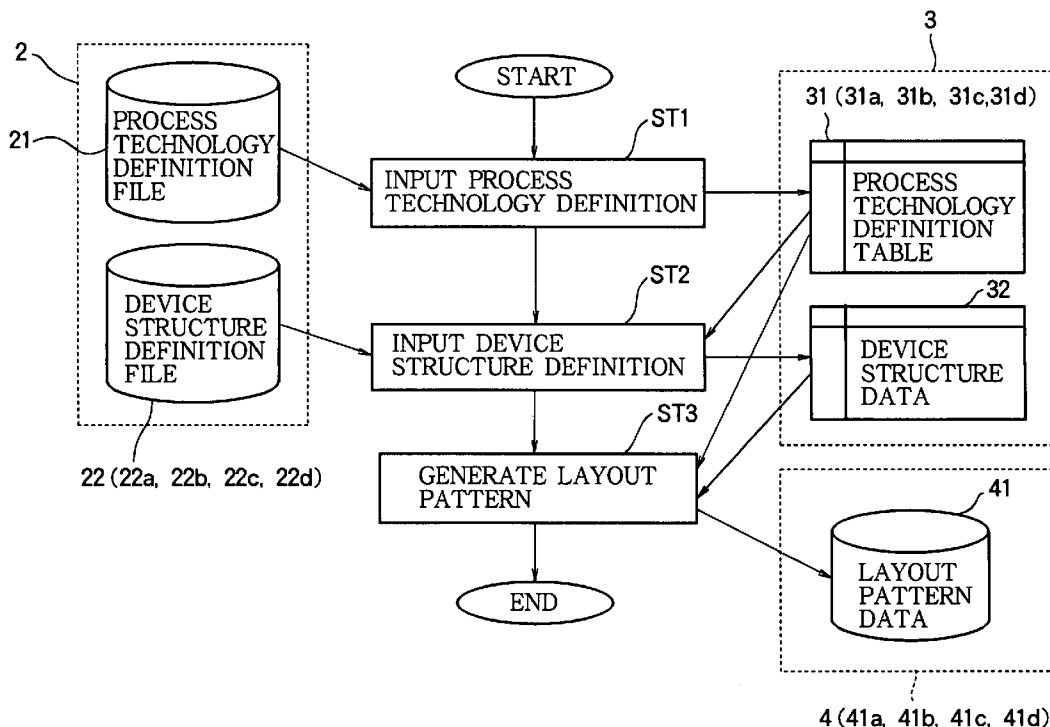 2
21
PROCESS
TECHNOLOGY
DEFINITION
FILE
DEVICE
STRUCTURE
DEFINITION
FILE
22 (22a, 22b, 22c, 22d)
START
ST1
INPUT PROCESS
TECHNOLOGY DEFINITION
ST2
INPUT DEVICE
STRUCTURE DEFINITION
ST3
GENERATE LAYOUT
PATTERN
END
3
31 (31a, 31b, 31c,31d)
PROCESS
TECHNOLOGY
DEFINITION
TABLE
32
DEVICE
STRUCTURE
DATA
41
LAYOUT
PATTERN
DATA
4 (41a, 41b, 41c, 41d)